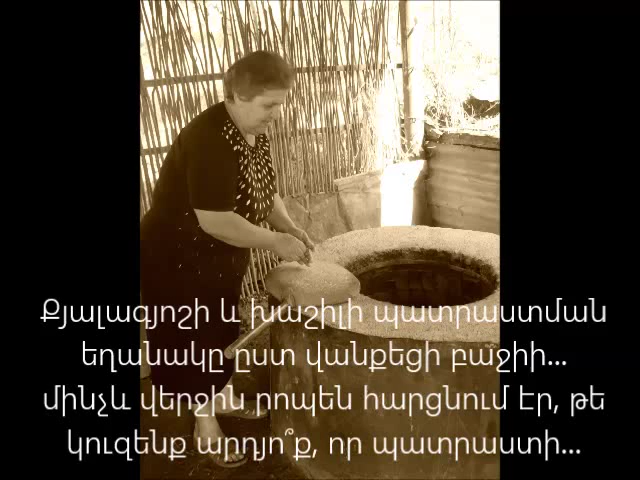 Քյալագյոշի և խաշիլի պատրաստման
եղանակը ըստ վանքեցի բաջիի...
մինչև վերջին րոպեն հարցնում էր, թե
կուզենք արդյո՞ք, որ պատրաստի...